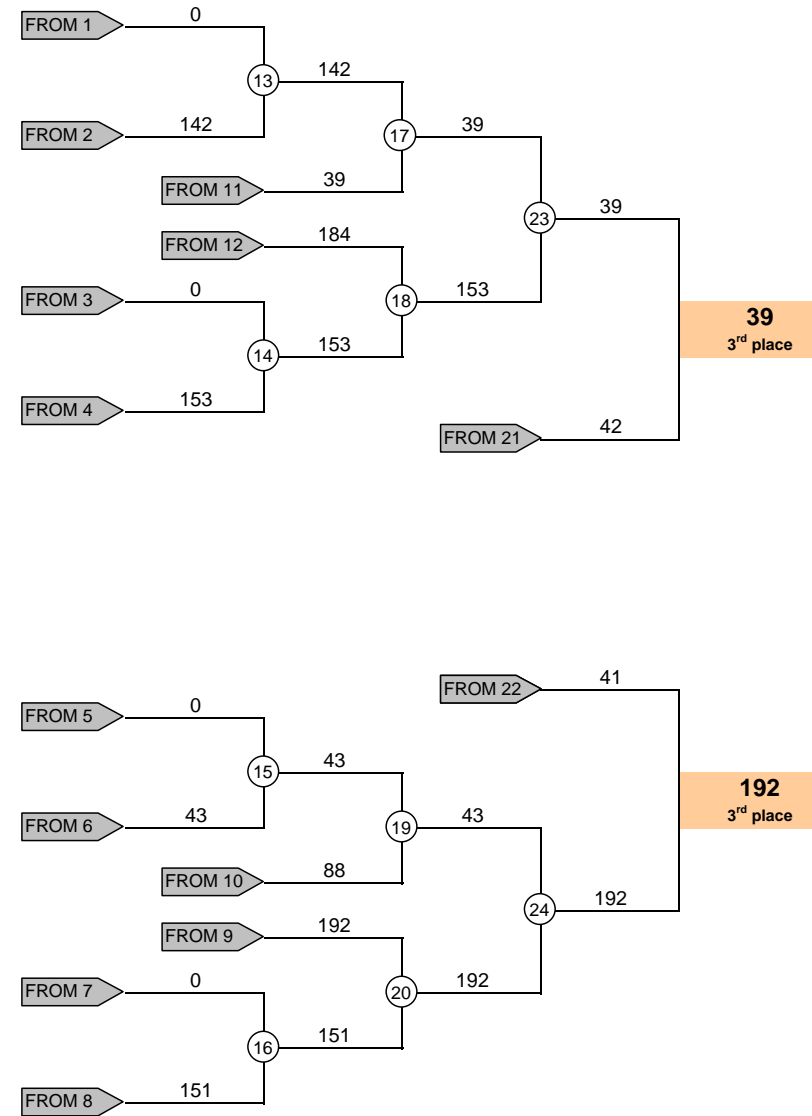 0
FROM 1
142
13
142
39
FROM 2
17
39
FROM 11
39
184
23
FROM 12
0
153
FROM 3
18
39
3rd place
153
14
153
FROM 4
42
FROM 21
41
FROM 22
0
FROM 5
43
15
192
3rd place
43
43
FROM 6
19
88
FROM 10
192
192
24
FROM 9
0
192
FROM 7
20
151
16
151
FROM 8